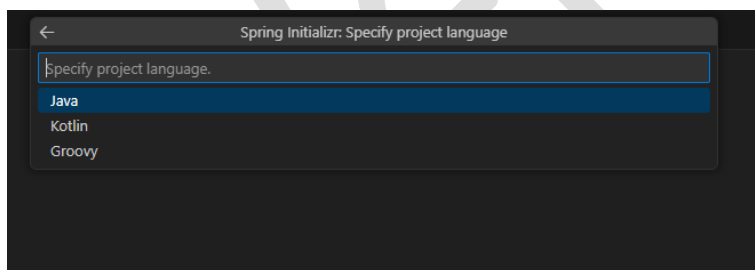 Spring Initializr: Specify project language
Specify project language.
Java
Kotlin
Groovy